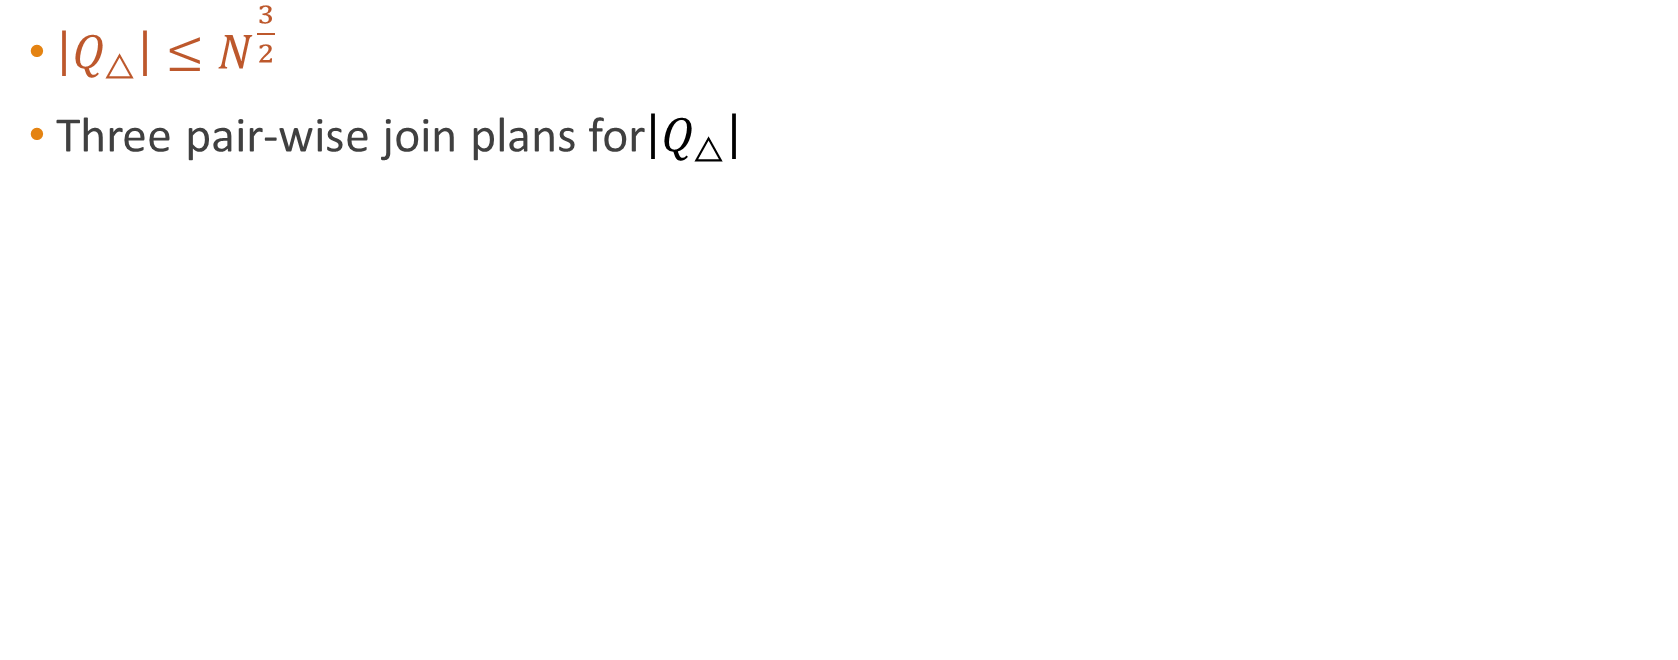 • |Q△| ≤ N^{3/2}
• Three pair-wise join plans for|Q△|